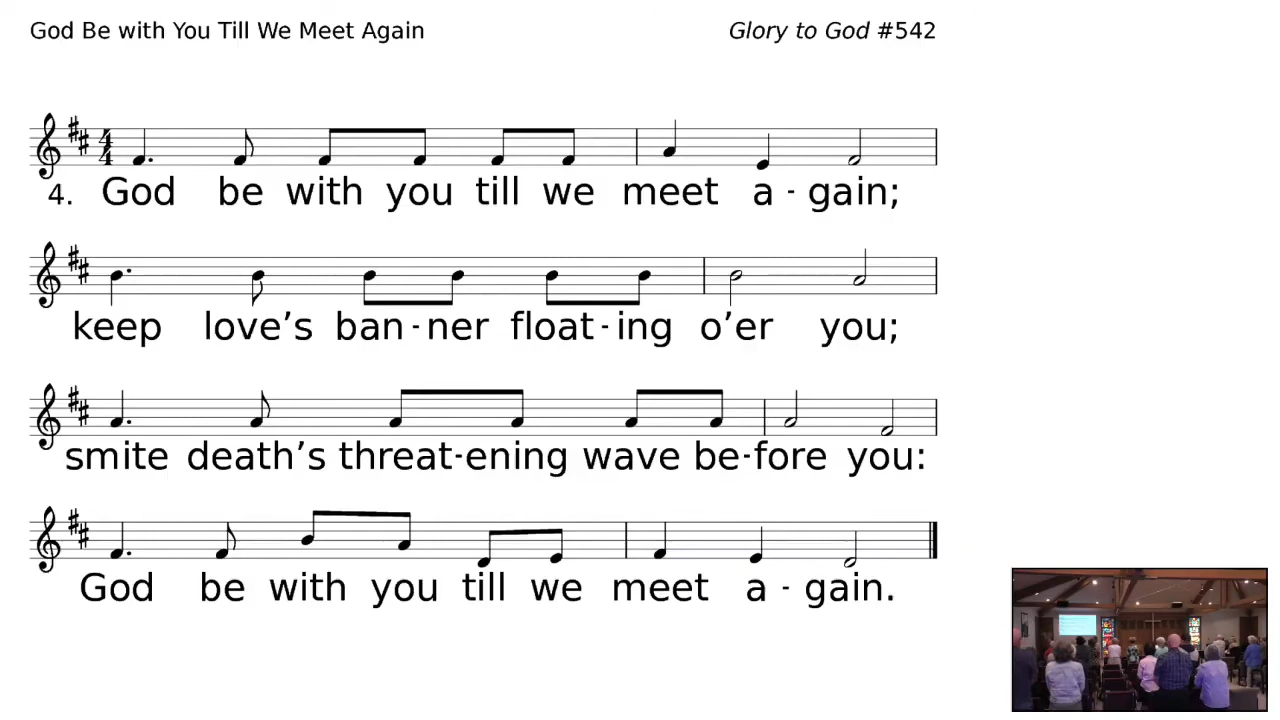 God Be with You Till We Meet Again
Glory to God #542
4. God be with you till we meet a - gain;
keep love’s ban - ner float - ing o’er you;
smite death’s threat - ening wave be - fore you:
God be with you till we meet a - gain.